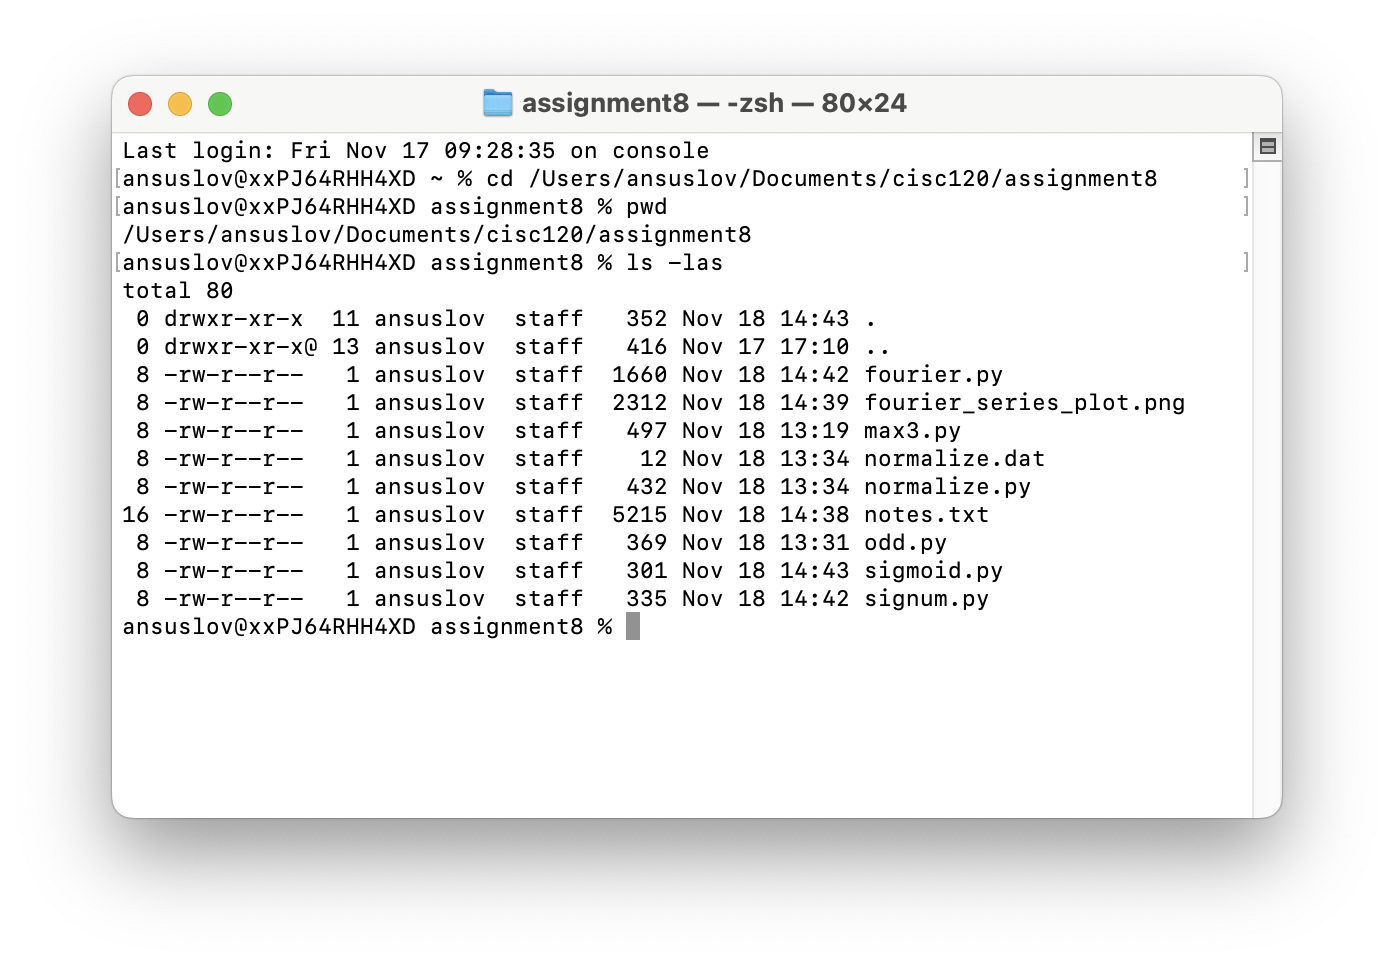 assignment8 — -zsh — 80×24
Last login: Fri Nov 17 09:28:35 on console
[ansuslov@xxPJ64RHH4XD ~ % cd /Users/ansuslov/Documents/cisc120/assignment8 ]
[ansuslov@xxPJ64RHH4XD assignment8 % pwd ]
/Users/ansuslov/Documents/cisc120/assignment8
[ansuslov@xxPJ64RHH4XD assignment8 % ls -las ]
total 80
 0 drwxr-xr-x  11 ansuslov  staff   352 Nov 18 14:43 .
 0 drwxr-xr-x@ 13 ansuslov  staff   416 Nov 17 17:10 ..
 8 -rw-r--r--   1 ansuslov  staff  1660 Nov 18 14:42 fourier.py
 8 -rw-r--r--   1 ansuslov  staff  2312 Nov 18 14:39 fourier_series_plot.png
 8 -rw-r--r--   1 ansuslov  staff   497 Nov 18 13:19 max3.py
 8 -rw-r--r--   1 ansuslov  staff    12 Nov 18 13:34 normalize.dat
 8 -rw-r--r--   1 ansuslov  staff   432 Nov 18 13:34 normalize.py
16 -rw-r--r--   1 ansuslov  staff  5215 Nov 18 14:38 notes.txt
 8 -rw-r--r--   1 ansuslov  staff   369 Nov 18 13:31 odd.py
 8 -rw-r--r--   1 ansuslov  staff   301 Nov 18 14:43 sigmoid.py
 8 -rw-r--r--   1 ansuslov  staff   335 Nov 18 14:42 signum.py
ansuslov@xxPJ64RHH4XD assignment8 %